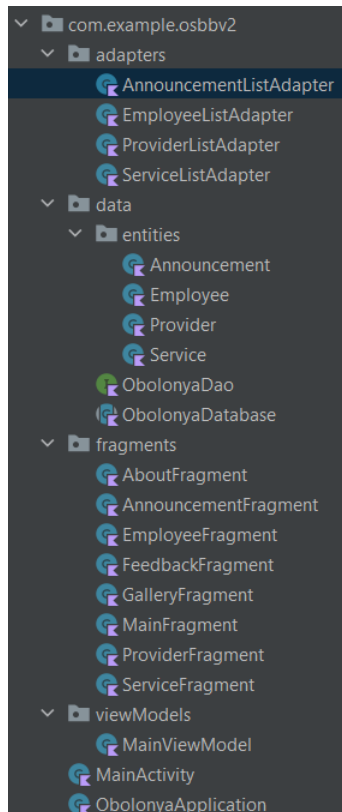 com.example.osbbv2
adapters
AnnouncementListAdapter
EmployeeListAdapter
ProviderListAdapter
ServiceListAdapter
data
entities
Announcement
Employee
Provider
Service
ObolonyaDao
ObolonyaDatabase
fragments
AboutFragment
AnnouncementFragment
EmployeeFragment
FeedbackFragment
GalleryFragment
MainFragment
ProviderFragment
ServiceFragment
viewModels
MainViewModel
MainActivity
ObolonyaApplication